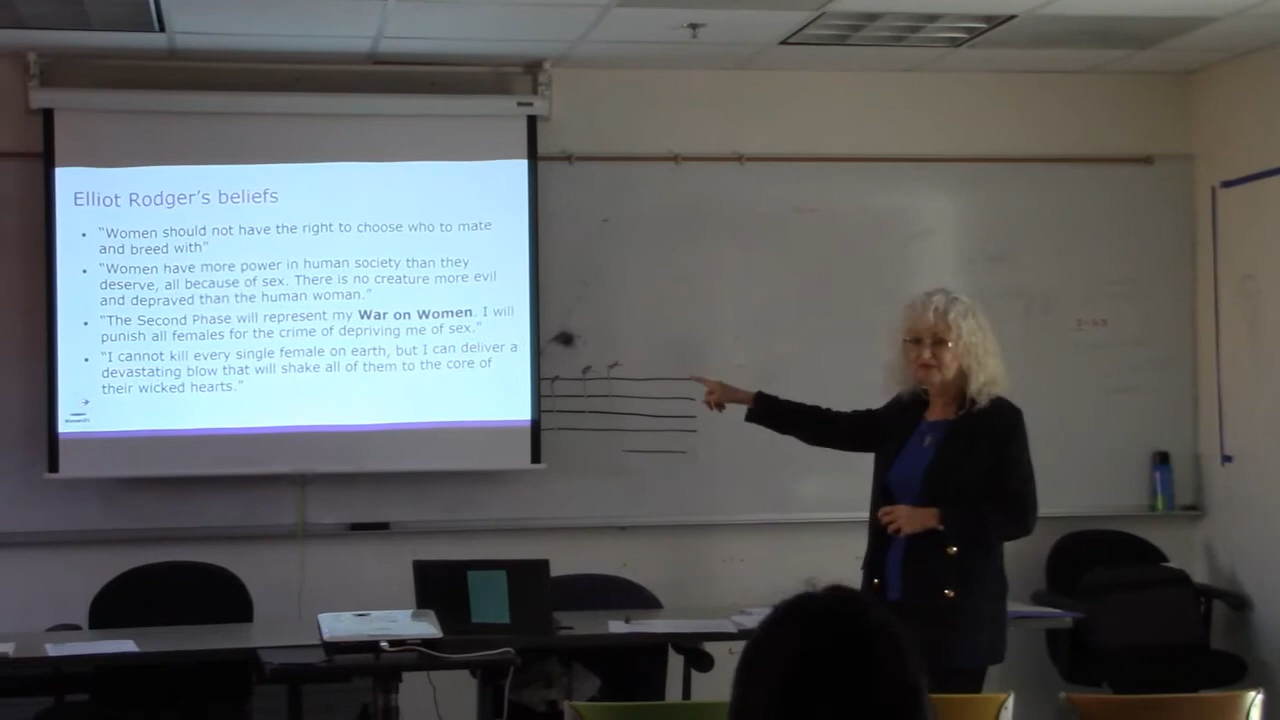 Elliot Rodger's beliefs
• "Women should not have the right to choose who to mate
and breed with"
• "Women have more power in human society than they
deserve, all because of sex. There is no creature more evil
and depraved than the human woman."
• "The Second Phase will represent my War on Women. I will
punish all females for the crime of depriving me of sex."
• "I cannot kill every single female on earth, but I can deliver a
devastating blow that will shake all of them to the core of
their wicked hearts."